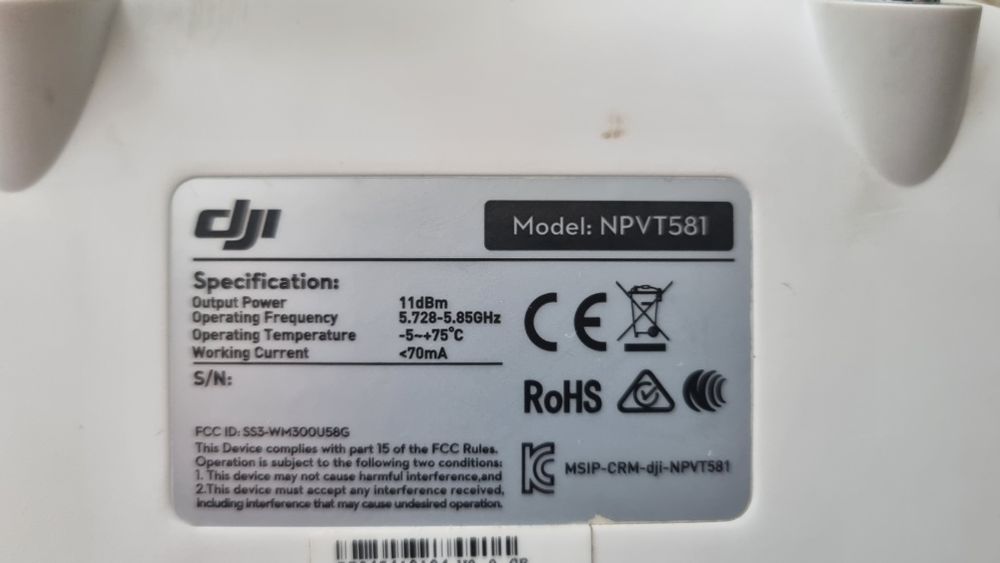 dji
Model: NPVT581
Specification:
Output Power 11dBm
Operating Frequency 5.728-5.85GHz
Operating Temperature -5~+75°C
Working Current <70mA
S/N:
CE
RoHS
FCC ID: SS3-WM300U58G
This Device complies with part 15 of the FCC Rules.
Operation is subject to the following two conditions:
1. This device may not cause harmful interference,and
2.This device must accept any interference received,
including interference that may cause undesired operation.
MSIP-CRM-dji-NPVT581